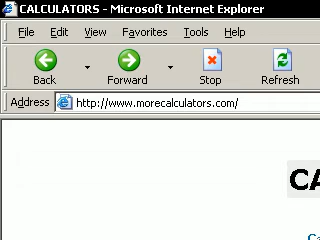 CALCULATORS - Microsoft Internet Explorer
File Edit View Favorites Tools Help
Back Forward Stop Refresh
Address http://www.morecalculators.com/
CA
Ca